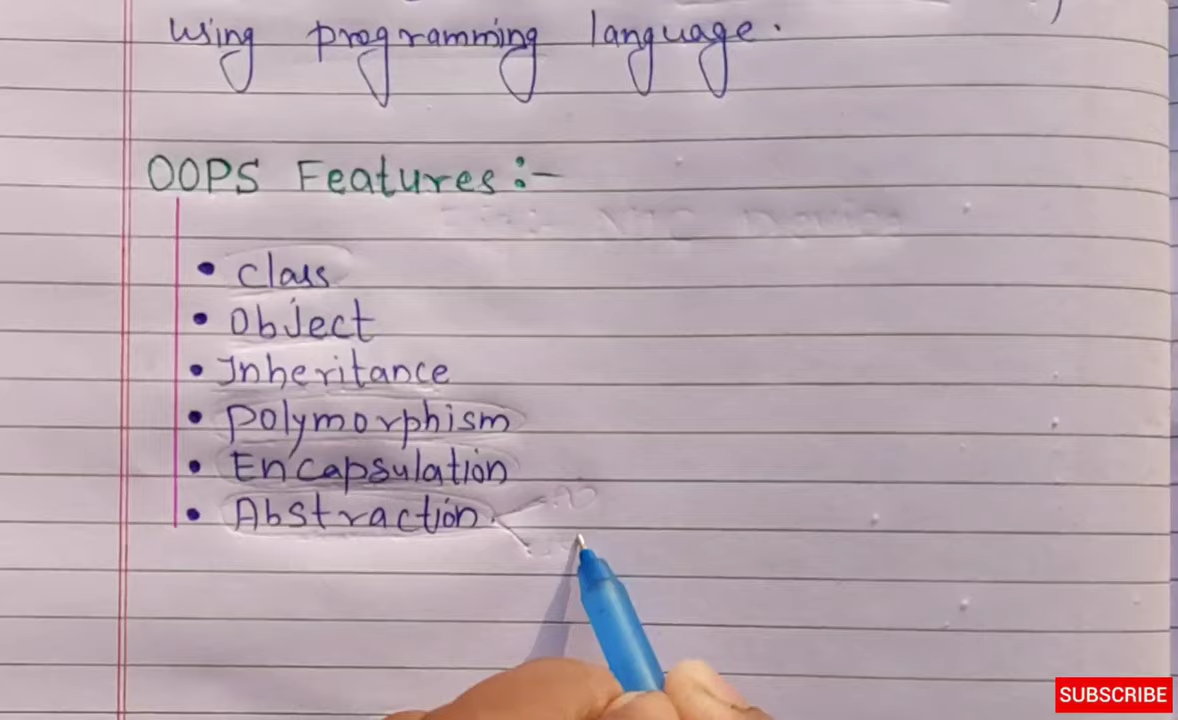 using programming language.
OOPS Features :-
• Class
• Object
• Inheritance
• Polymorphism
• Encapsulation
• Abstraction
SUBSCRIBE